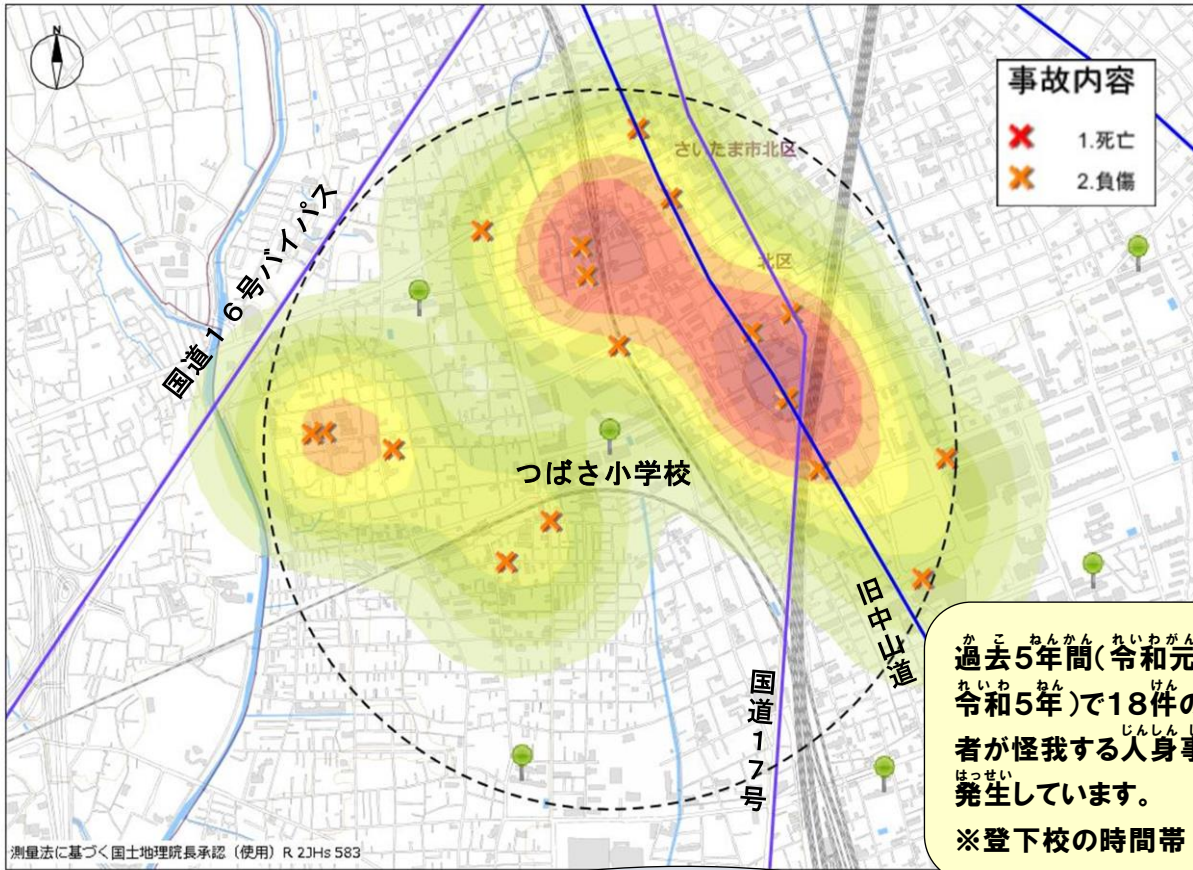 N
事故内容
1.死亡
2.負傷
さいたま市北区
北区
国道16号バイパス
つばさ小学校
旧中山道
国道17号
かこ ねんかん れいわがん
過去5年間(令和元
れいわ ねん けん
令和5年)で18件の
じんしん
者が怪我する人身事
はっせい
発生しています。
※登下校の時間帯
測量法に基づく国土地理院長承認（使用）R 2JHs 583